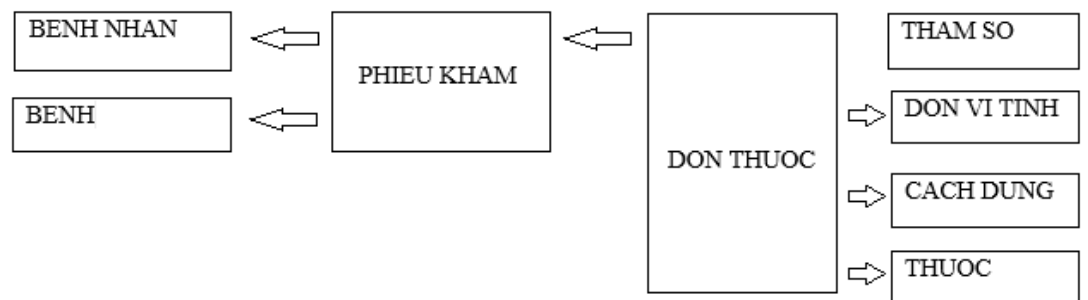 BENH NHAN
BENH
PHIEU KHAM
DON THUOC
THAM SO
DON VI TINH
CACH DUNG
THUOC